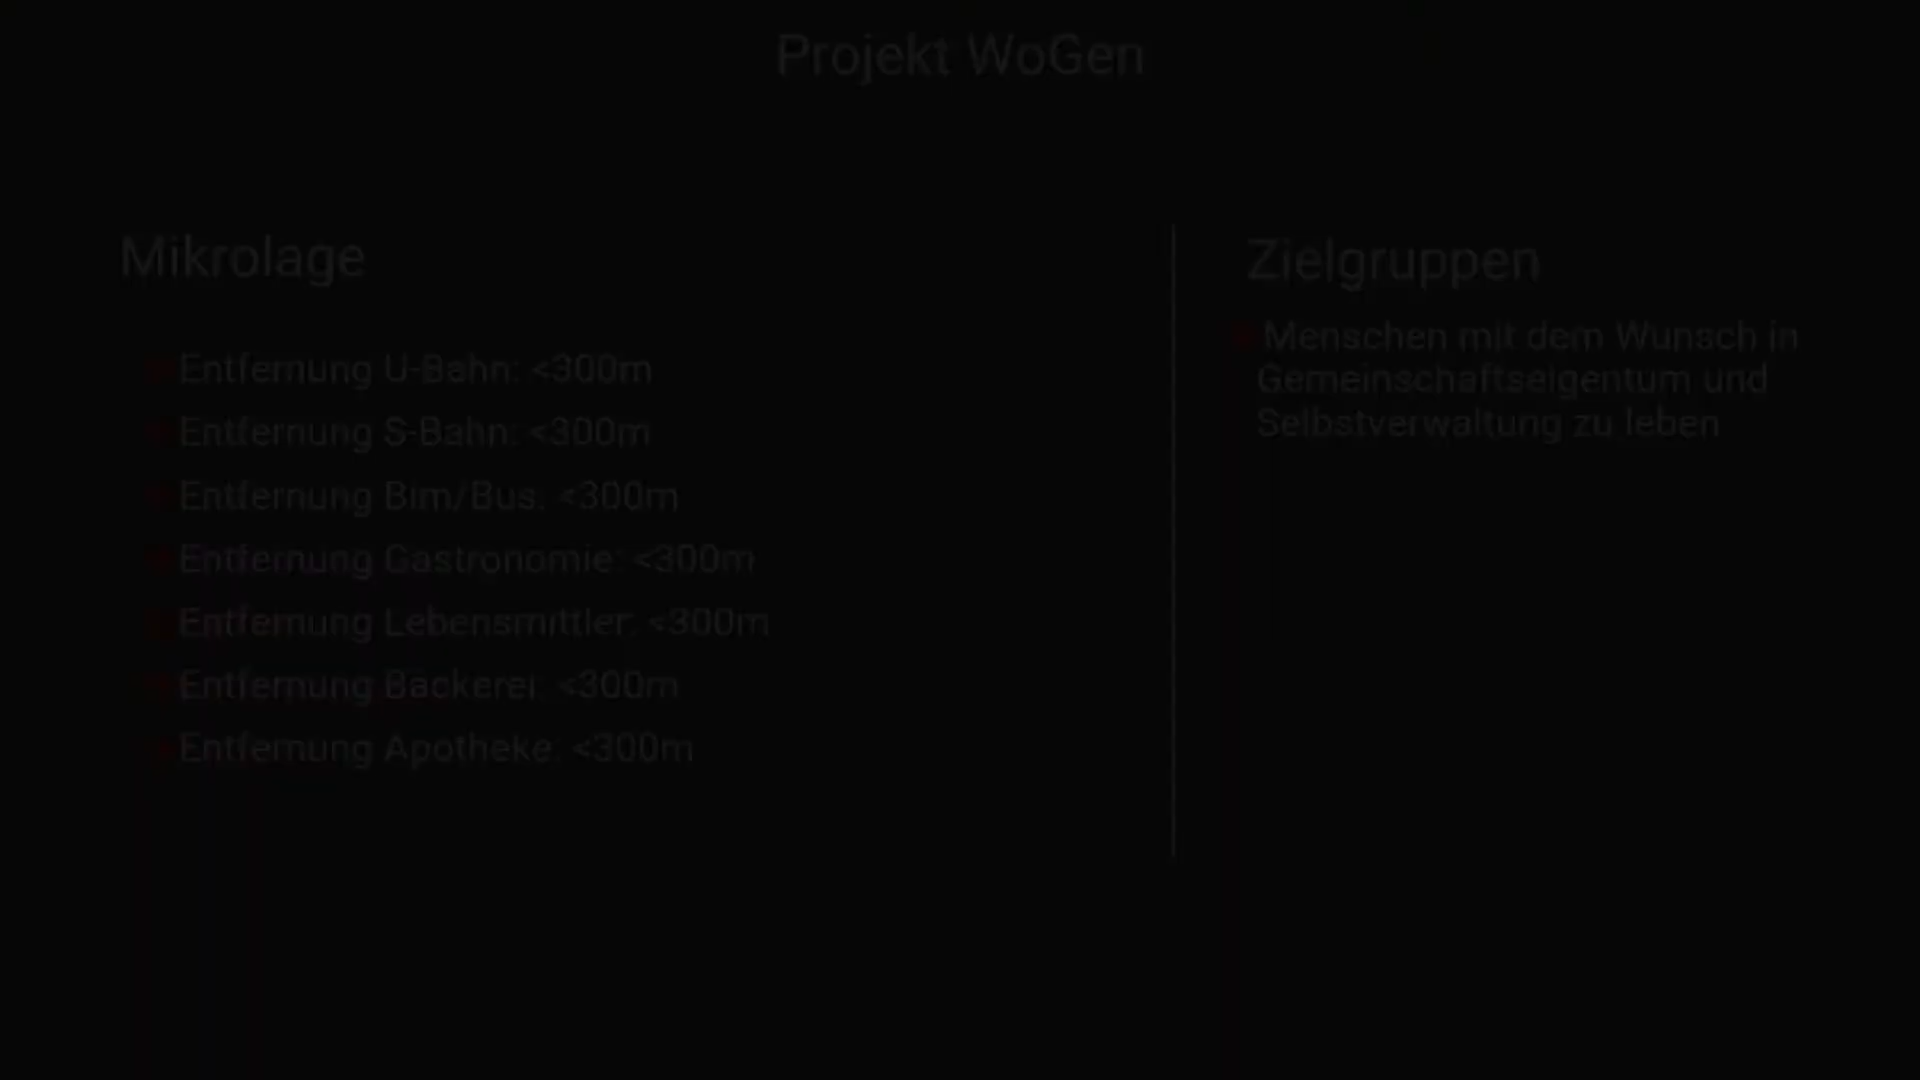 Projekt WoGen
Mikrolage
Entfernung U-Bahn: <300m
Entfernung S-Bahn: <300m
Entfernung Bim/Bus: <300m
Entfernung Gastronomie: <300m
Entfernung Lebensmittler: <300m
Entfernung Bäckerei: <300m
Entfernung Apotheke: <300m
Zielgruppen
Menschen mit dem Wunsch in
Gemeinschaftseigentum und
Selbstverwaltung zu leben